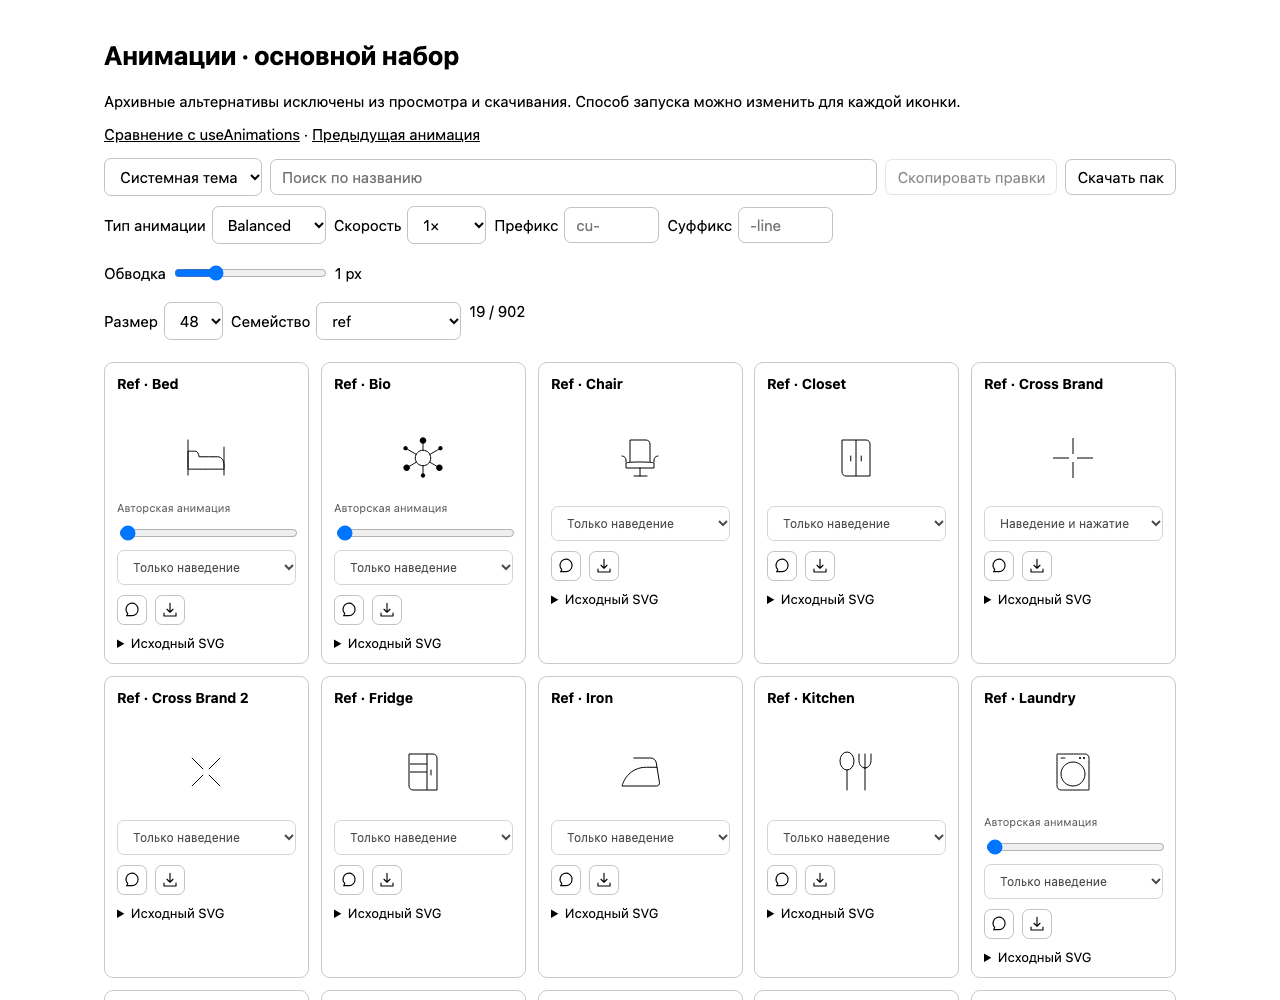 Анимации · основной набор
Архивные альтернативы исключены из просмотра и скачивания. Способ запуска можно изменить для каждой иконки.
Сравнение с useAnimations · Предыдущая анимация
Системная тема Поиск по названию Скопировать правки Скачать пак
Тип анимации Balanced Скорость 1× Префикс cu- Суффикс -line
Обводка 1 px
Размер 48 Семейство ref 19 / 902
Ref · Bed
Авторская анимация
Только наведение
Исходный SVG
Ref · Bio
Авторская анимация
Только наведение
Исходный SVG
Ref · Chair
Только наведение
Исходный SVG
Ref · Closet
Только наведение
Исходный SVG
Ref · Cross Brand
Наведение и нажатие
Исходный SVG
Ref · Cross Brand 2
Только наведение
Исходный SVG
Ref · Fridge
Только наведение
Исходный SVG
Ref · Iron
Только наведение
Исходный SVG
Ref · Kitchen
Только наведение
Исходный SVG
Ref · Laundry
Авторская анимация
Только наведение
Исходный SVG